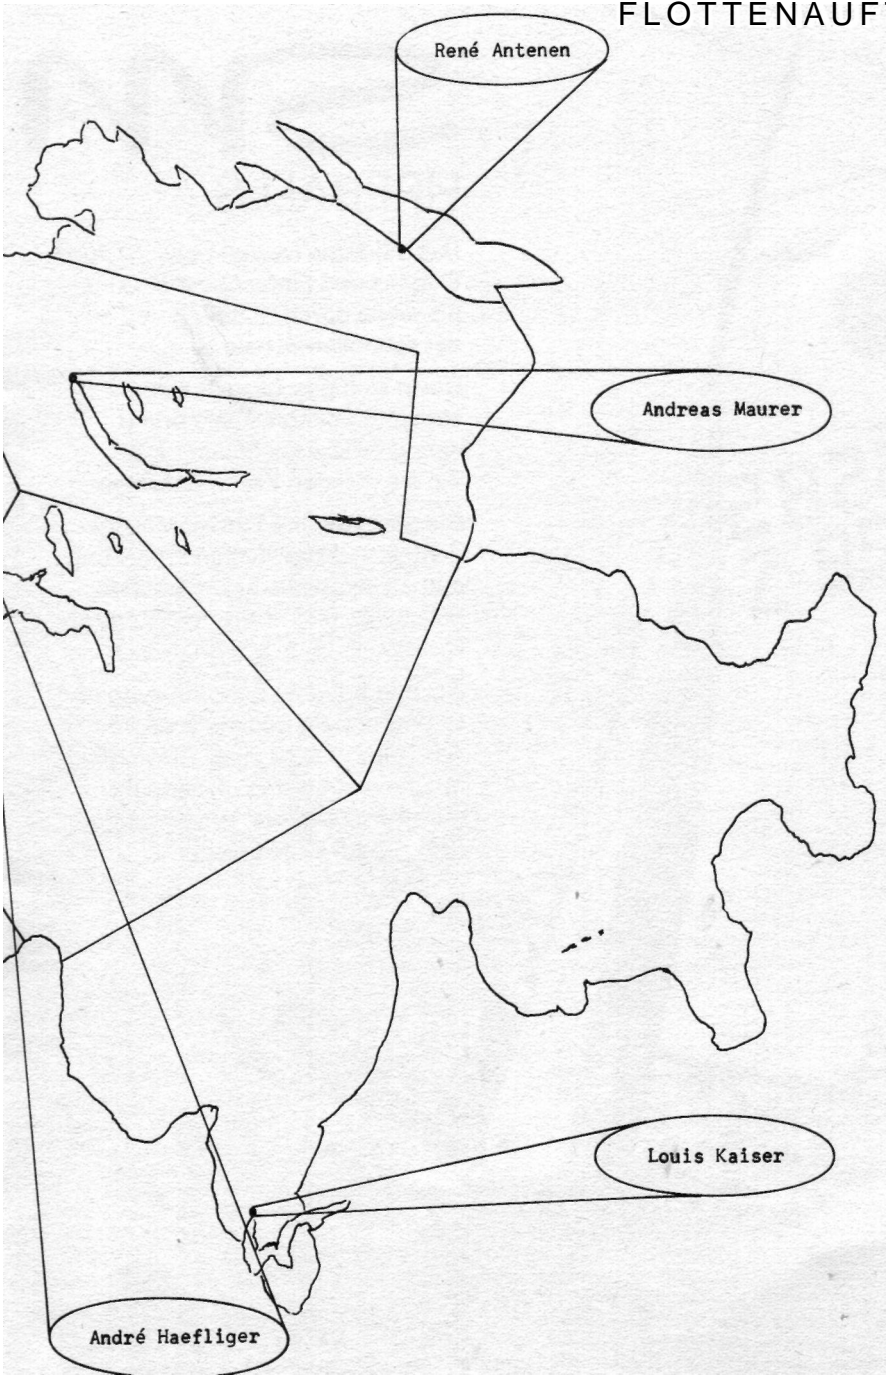 FLOTTENAUF
René Antenen
Andreas Maurer
Louis Kaiser
André Haefliger